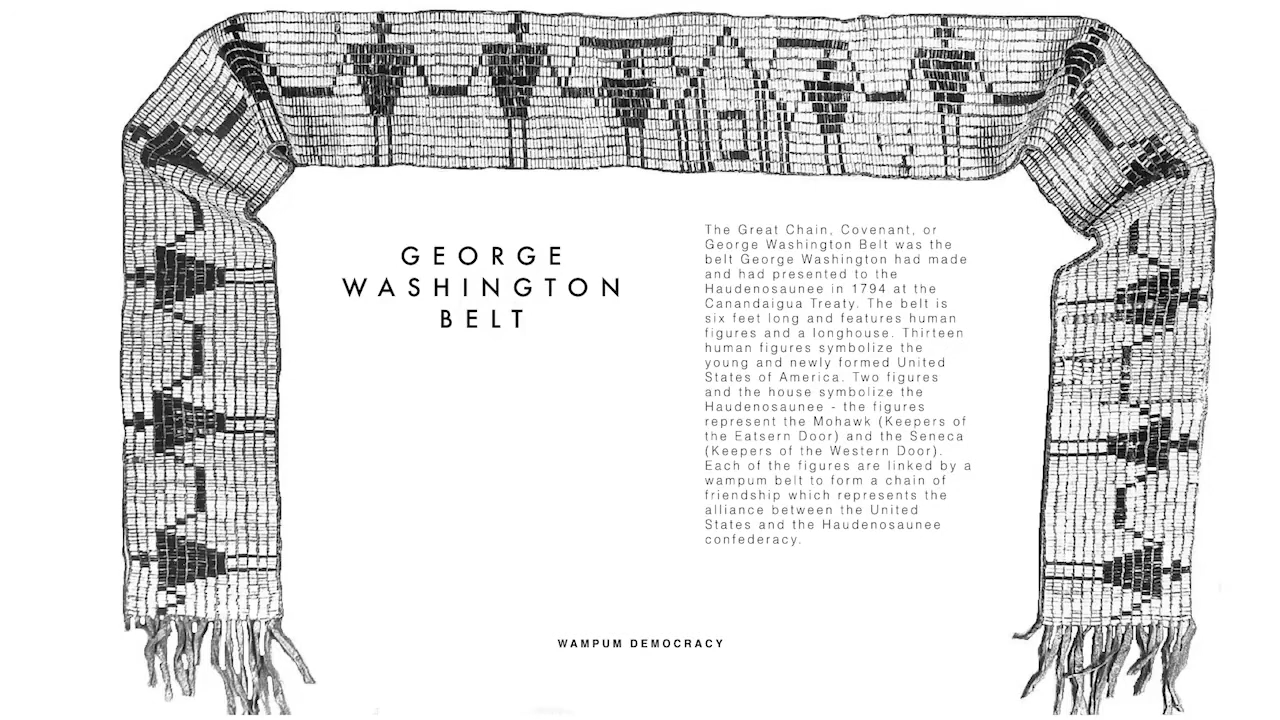 GEORGE
WASHINGTON
BELT
The Great Chain, Covenant, or
George Washington Belt was the
belt George Washington had made
and had presented to the
Haudenosaunee in 1794 at the
Canandaigua Treaty. The belt is
six feet long and features human
figures and a longhouse. Thirteen
human figures symbolize the
young and newly formed United
States of America. Two figures
and the house symbolize the
Haudenosaunee - the figures
represent the Mohawk (Keepers of
the Eatsern Door) and the Seneca
(Keepers of the Western Door).
Each of the figures are linked by a
wampum belt to form a chain of
friendship which represents the
alliance between the United
States and the Haudenosaunee
confederacy.
WAMPUM DEMOCRACY